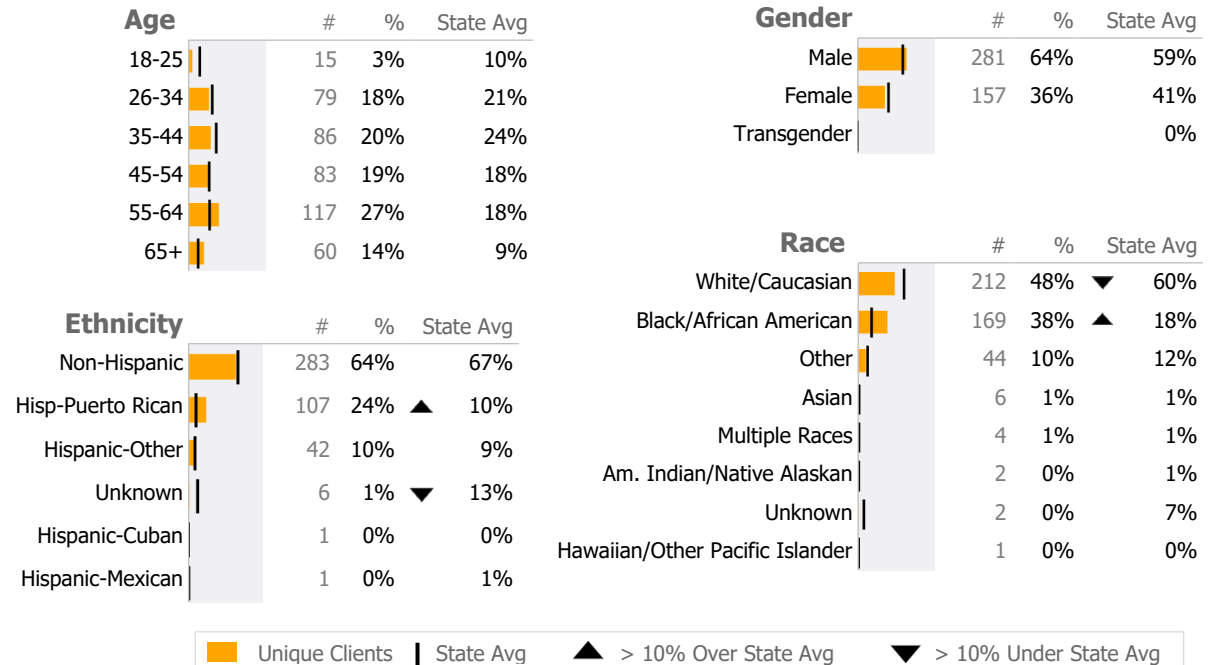 Age # % State Avg
18-25 15 3% 10%
26-34 79 18% 21%
35-44 86 20% 24%
45-54 83 19% 18%
55-64 117 27% 18%
65+ 60 14% 9%
Ethnicity # % State Avg
Non-Hispanic 283 64% 67%
Hisp-Puerto Rican 107 24% ▲ 10%
Hispanic-Other 42 10% 9%
Unknown 6 1% ▼ 13%
Hispanic-Cuban 1 0% 0%
Hispanic-Mexican 1 0% 1%
Gender # % State Avg
Male 281 64% 59%
Female 157 36% 41%
Transgender 0%
Race # % State Avg
White/Caucasian 212 48% ▼ 60%
Black/African American 169 38% ▲ 18%
Other 44 10% 12%
Asian 6 1% 1%
Multiple Races 4 1% 1%
Am. Indian/Native Alaskan 2 0% 1%
Unknown 2 0% 7%
Hawaiian/Other Pacific Islander 1 0% 0%
Unique Clients State Avg ▲ > 10% Over State Avg ▼ > 10% Under State Avg